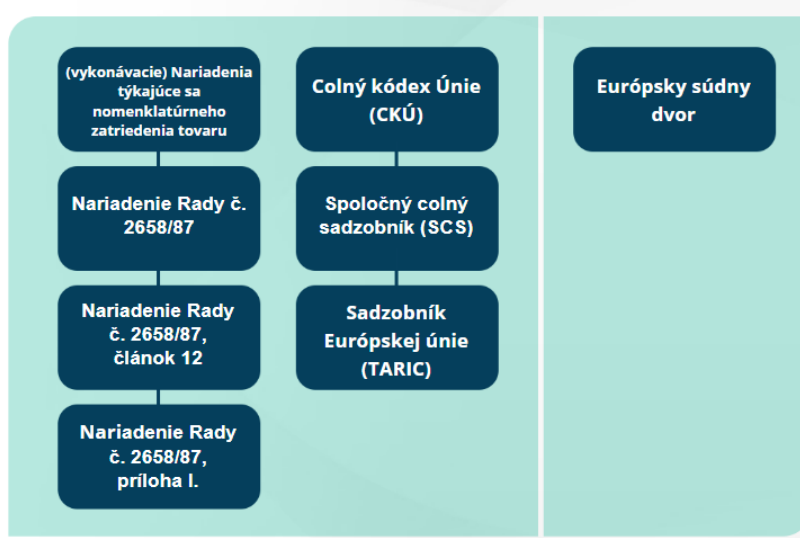 (vykonávacie) Nariadenia
týkajúce sa
nomenklatúrneho
zatriedenia tovaru
Nariadenie Rady č.
2658/87
Nariadenie Rady
č. 2658/87,
článok 12
Nariadenie Rady
č. 2658/87,
príloha I.
Colný kódex Únie
(CKÚ)
Spoločný colný
sadzobník (SCS)
Sadzobník
Európskej únie
(TARIC)
Európsky súdny
dvor